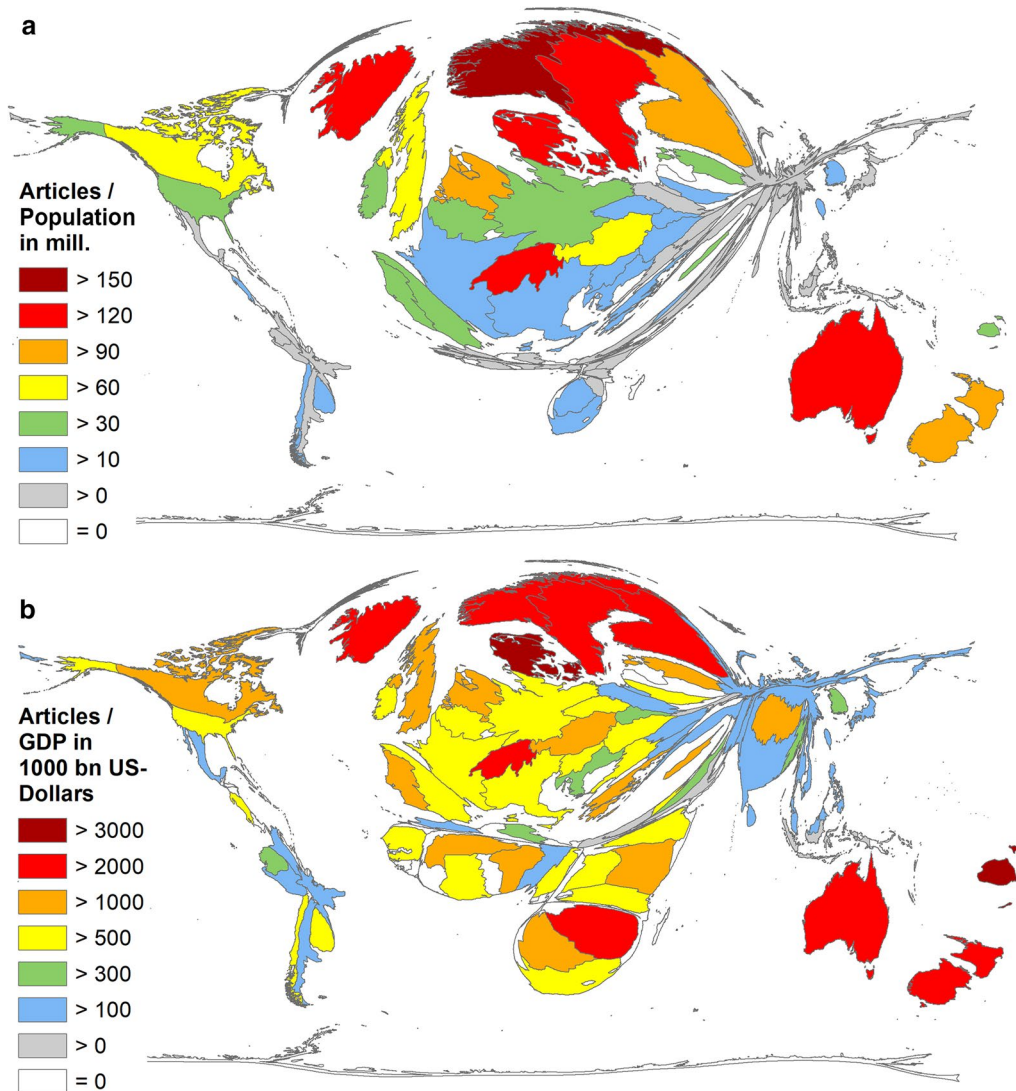 a
Articles /
Population
in mill.
> 150
> 120
> 90
> 60
> 30
> 10
> 0
= 0
b
Articles /
GDP in
1000 bn US-
Dollars
> 3000
> 2000
> 1000
> 500
> 300
> 100
> 0
= 0